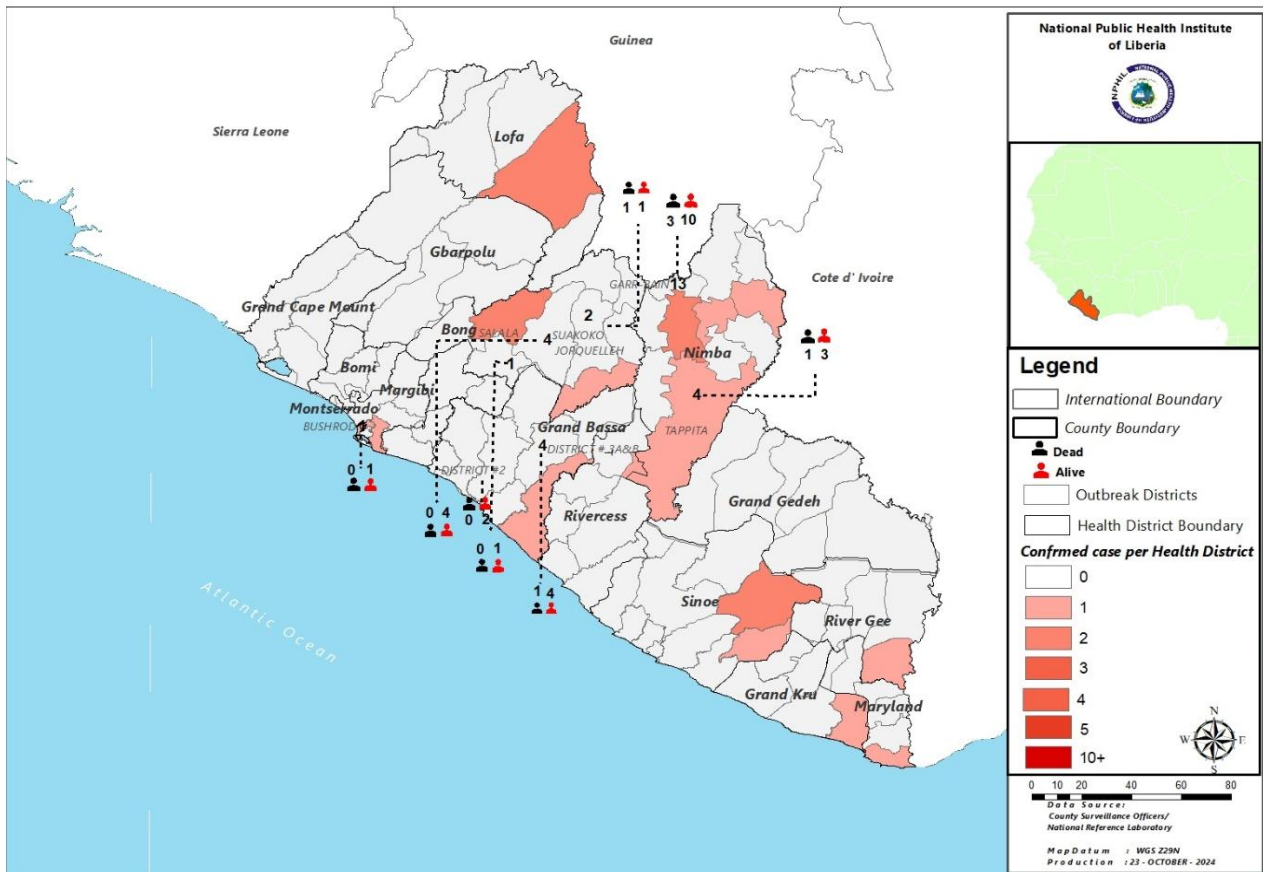 Guinea
Sierra Leone
Lofa
1 1
3 10
Gbarpolu
Cote d' Ivoire
GARR-BAIN
13
Grand Cape Mount
2
Bong
SALALA
4
SUAKOKO
JORQUELLEH
1 3
Nimba
Bomi
1
Margibi
4
Montserrado
BUSHROD
Grand Bassa
TAPPITA
4
DISTRICT # 3A&B
DISTRICT #2
0 1
Grand Gedeh
0 4
0 2
Rivercess
0 1
1 4
Sinoe
River Gee
Atlantic Ocean
Grand Kru
Maryland
National Public Health Institute
of Liberia
NPHIL
Legend
International Boundary
County Boundary
Dead
Alive
Outbreak Districts
Health District Boundary
Confrmed case per Health District
0
1
2
3
4
5
10+
N
W E
S
0 10 20 40 60 80
Data Source:
County Surveillance Officers/
National Reference Laboratory
MapDatum : WGS Z29N
Production : 23 - OCTOBER - 2024